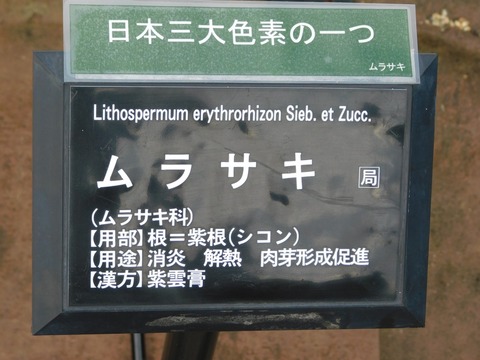 日本三大色素の一つ
ムラサキ
Lithospermum erythrorhizon Sieb. et Zucc.
ムラサキ 局
(ムラサキ科)
【用部】根=紫根(シコン)
【用途】消炎 解熱 肉芽形成促進
【漢方】紫雲膏